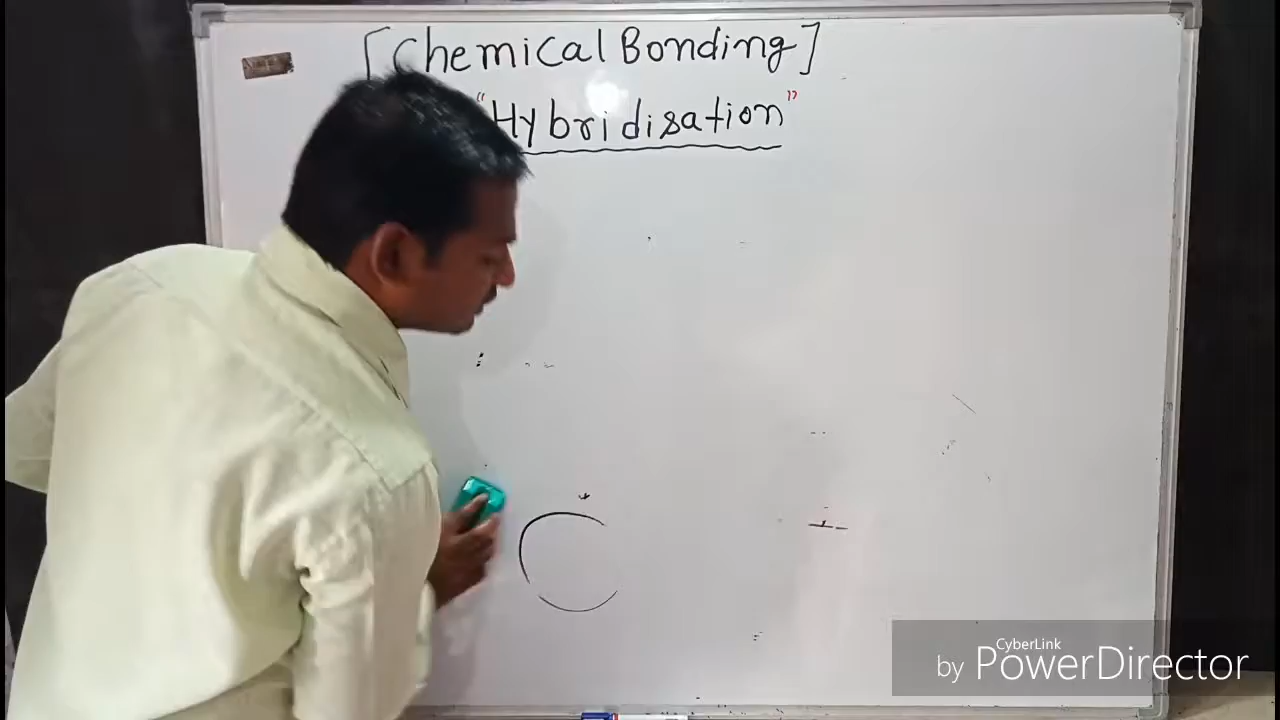 [Chemical Bonding]
"Hybridisation"
CyberLink
by PowerDirector